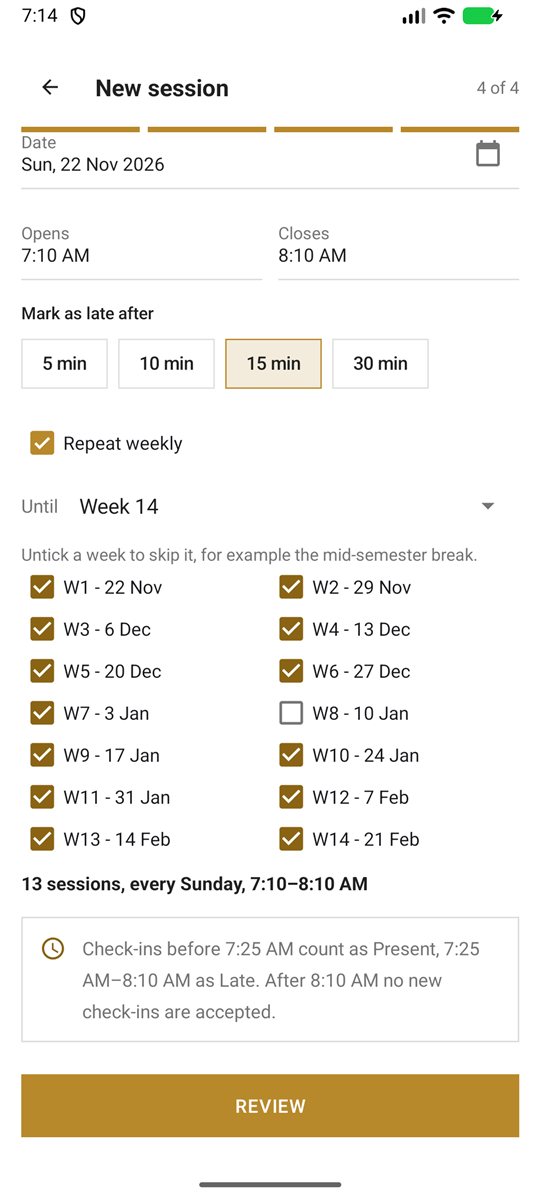 7:14
New session
4 of 4
Date
Sun, 22 Nov 2026
Opens
Closes
7:10 AM
8:10 AM
Mark as late after
5 min
10 min
15 min
30 min
Repeat weekly
Until Week 14
Untick a week to skip it, for example the mid-semester break.
W1 - 22 Nov
W2 - 29 Nov
W3 - 6 Dec
W4 - 13 Dec
W5 - 20 Dec
W6 - 27 Dec
W7 - 3 Jan
W8 - 10 Jan
W9 - 17 Jan
W10 - 24 Jan
W11 - 31 Jan
W12 - 7 Feb
W13 - 14 Feb
W14 - 21 Feb
13 sessions, every Sunday, 7:10–8:10 AM
Check-ins before 7:25 AM count as Present, 7:25
AM–8:10 AM as Late. After 8:10 AM no new
check-ins are accepted.
REVIEW